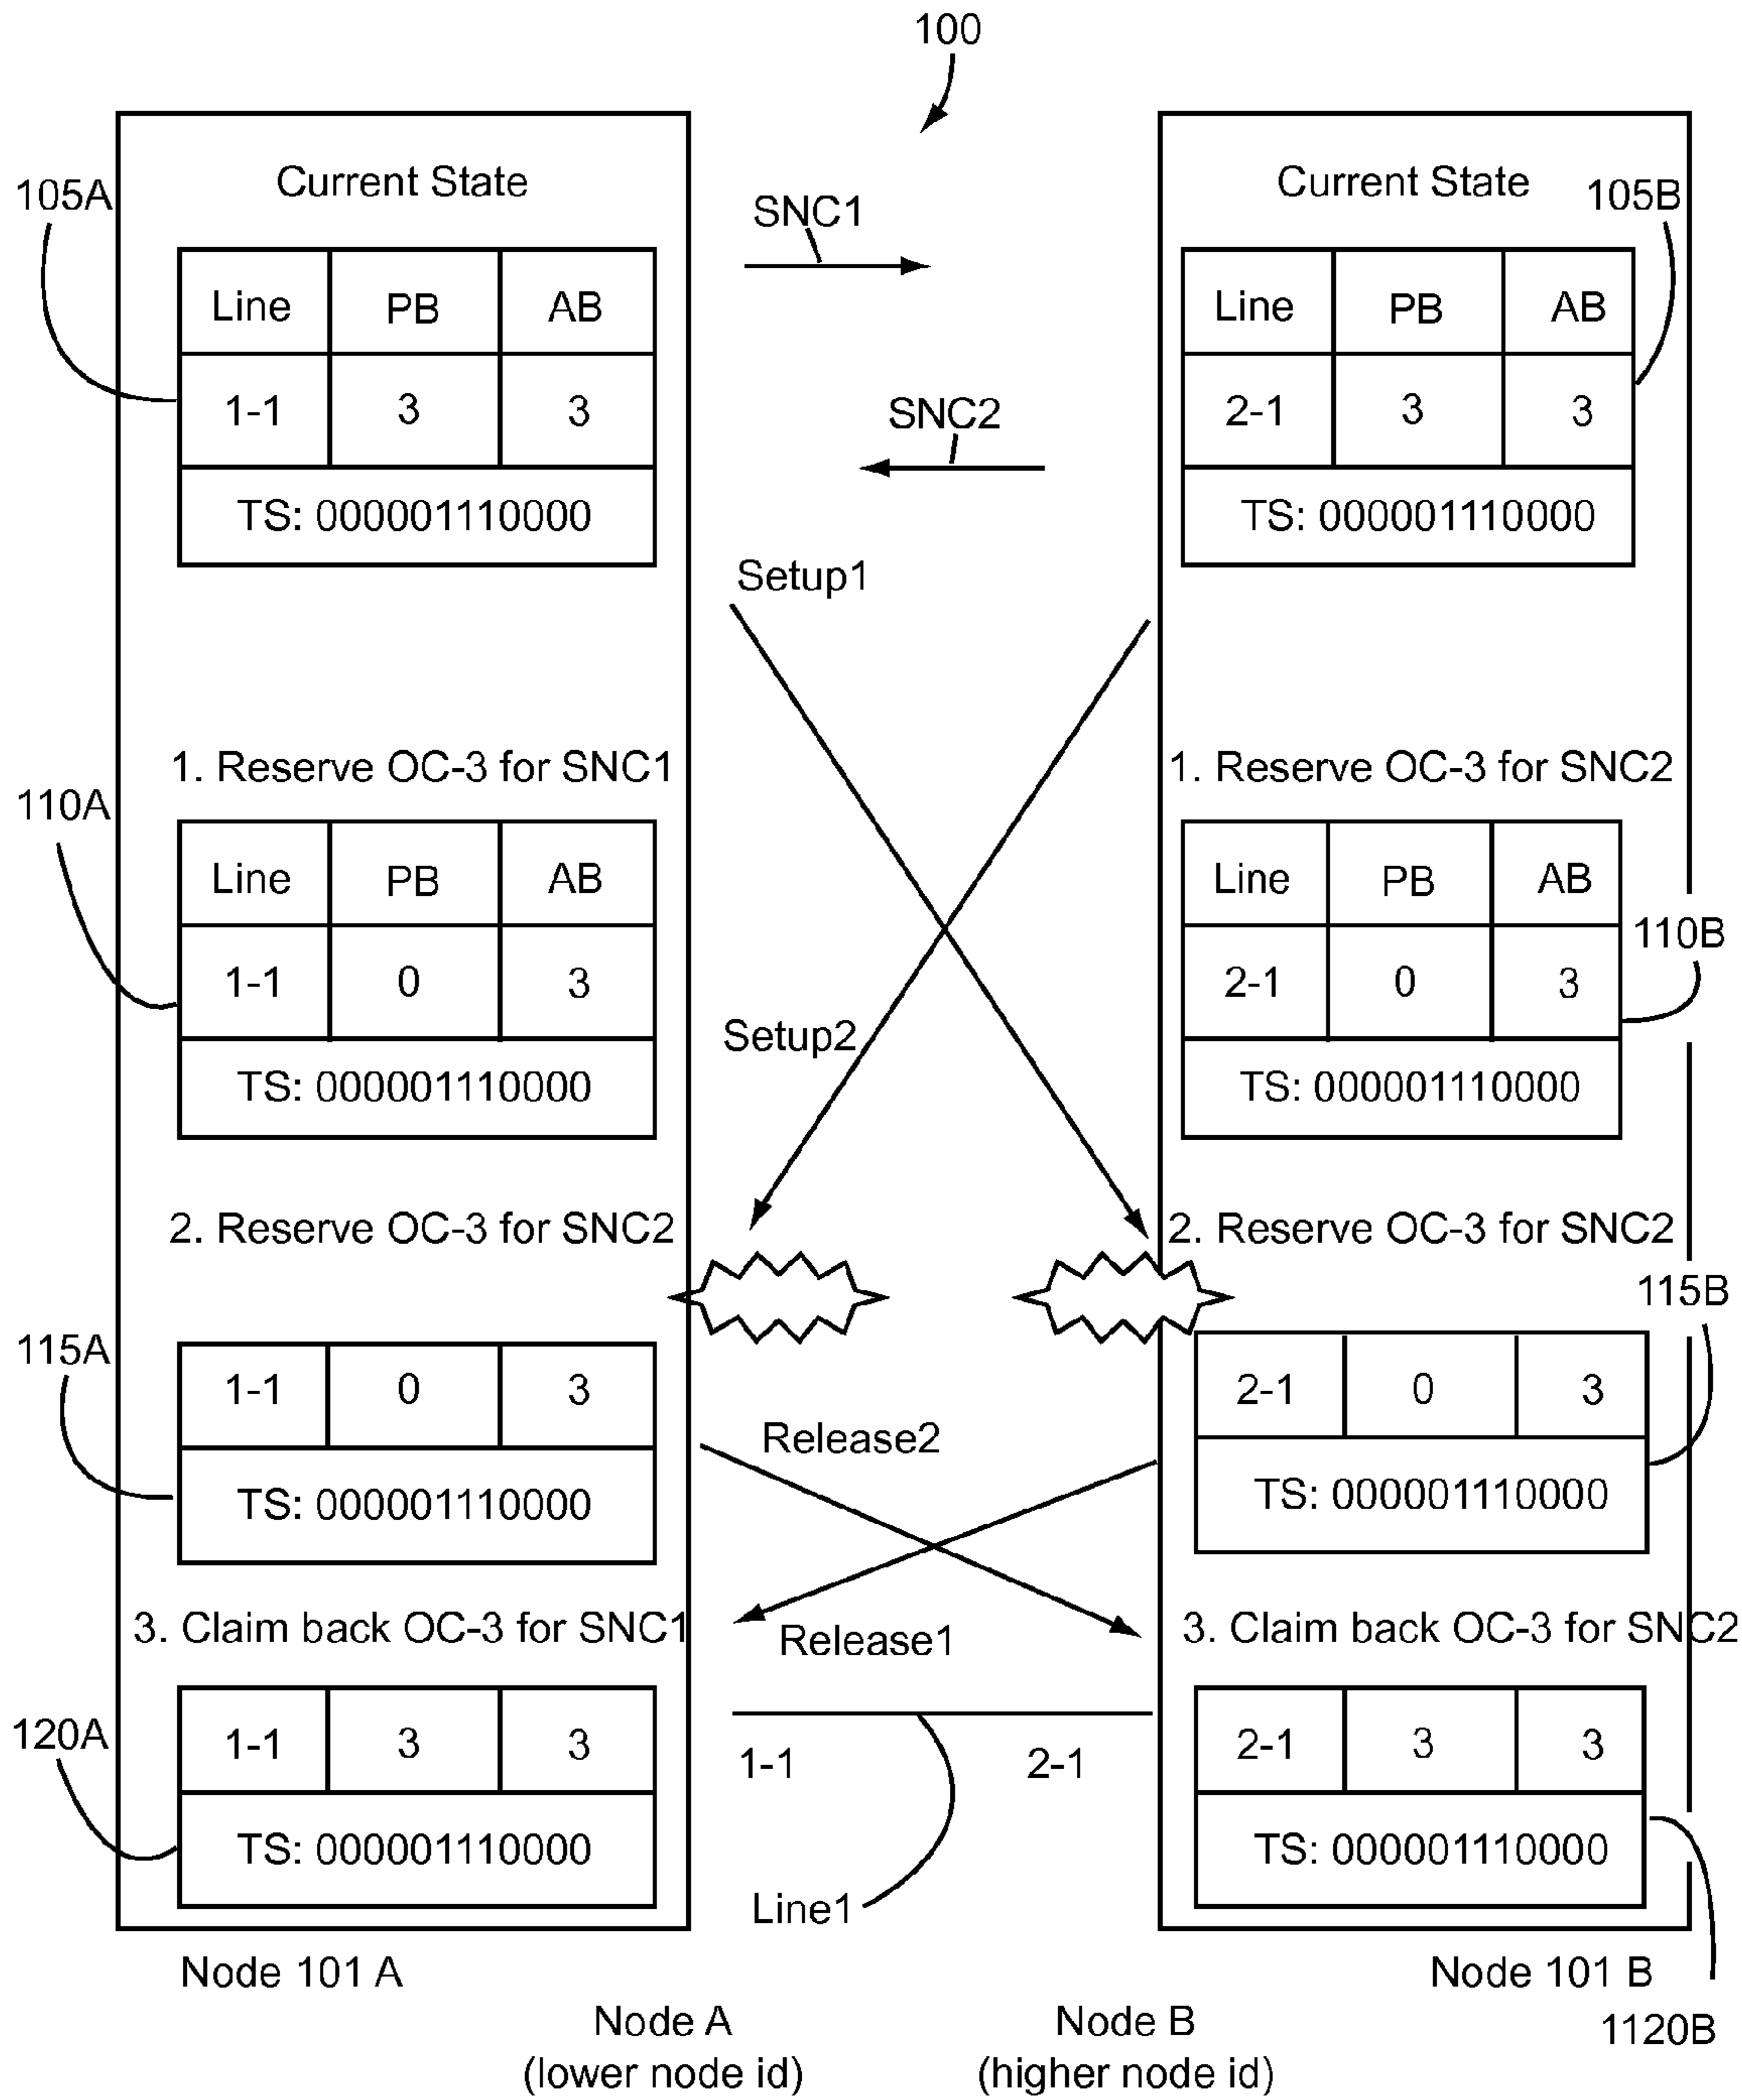 100
Current State
105A
Line PB AB
1-1 3 3
TS: 000001110000
SNC1
SNC2
Current State
105B
Line PB AB
2-1 3 3
TS: 000001110000
Setup1
1. Reserve OC-3 for SNC1
110A
Line PB AB
1-1 0 3
TS: 000001110000
1. Reserve OC-3 for SNC2
Line PB AB
110B
2-1 0 3
TS: 000001110000
Setup2
2. Reserve OC-3 for SNC2
115A
1-1 0 3
TS: 000001110000
2. Reserve OC-3 for SNC2
115B
2-1 0 3
TS: 000001110000
Release2
Release1
3. Claim back OC-3 for SNC1
120A
1-1 3 3
TS: 000001110000
3. Claim back OC-3 for SNC2
2-1 3 3
TS: 000001110000
1-1 2-1
Line1
Node 101 A
Node 101 B
1120B
Node A
(lower node id)
Node B
(higher node id)